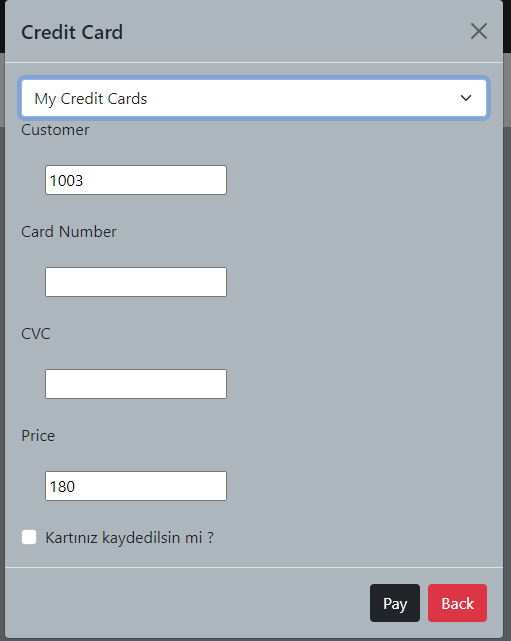 Credit Card
My Credit Cards
Customer
1003
Card Number
CVC
Price
180
Kartınız kaydedilsin mi ?
Pay Back